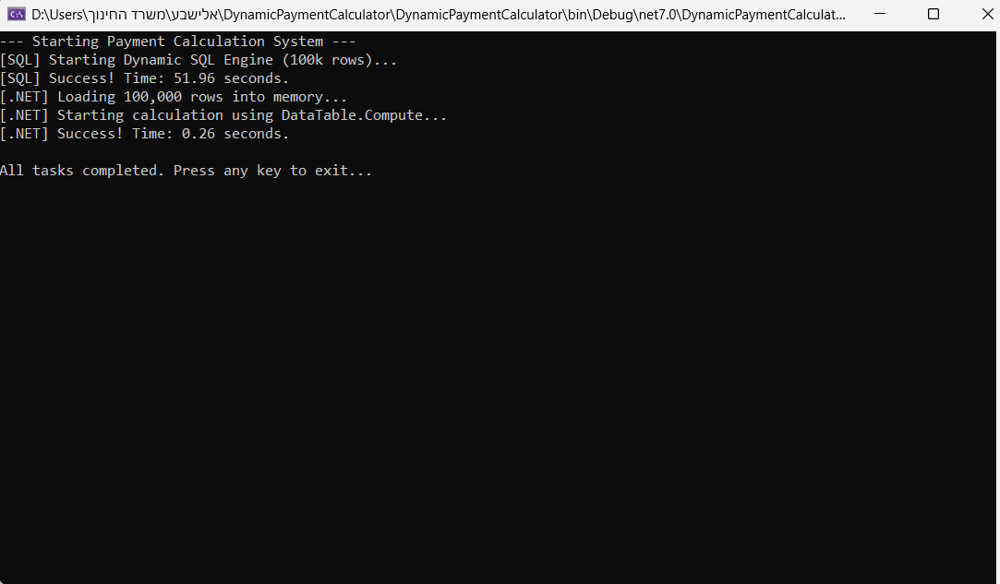 D:\Users\אלישבע\משרד החינוך\DynamicPaymentCalculator\DynamicPaymentCalculator\bin\Debug\net7.0\DynamicPaymentCalculat...
--- Starting Payment Calculation System ---
[SQL] Starting Dynamic SQL Engine (100k rows)...
[SQL] Success! Time: 51.96 seconds.
[.NET] Loading 100,000 rows into memory...
[.NET] Starting calculation using DataTable.Compute...
[.NET] Success! Time: 0.26 seconds.
All tasks completed. Press any key to exit...